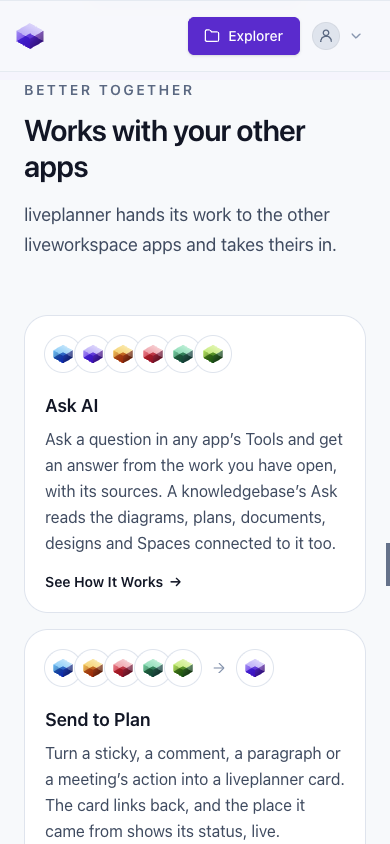 Explorer
BETTER TOGETHER
Works with your other
apps
liveplanner hands its work to the other
liveworkspace apps and takes theirs in.
Ask AI
Ask a question in any app’s Tools and get
an answer from the work you have open,
with its sources. A knowledgebase’s Ask
reads the diagrams, plans, documents,
designs and Spaces connected to it too.
See How It Works →
→
Send to Plan
Turn a sticky, a comment, a paragraph or
a meeting’s action into a liveplanner card.
The card links back, and the place it
came from shows its status, live.